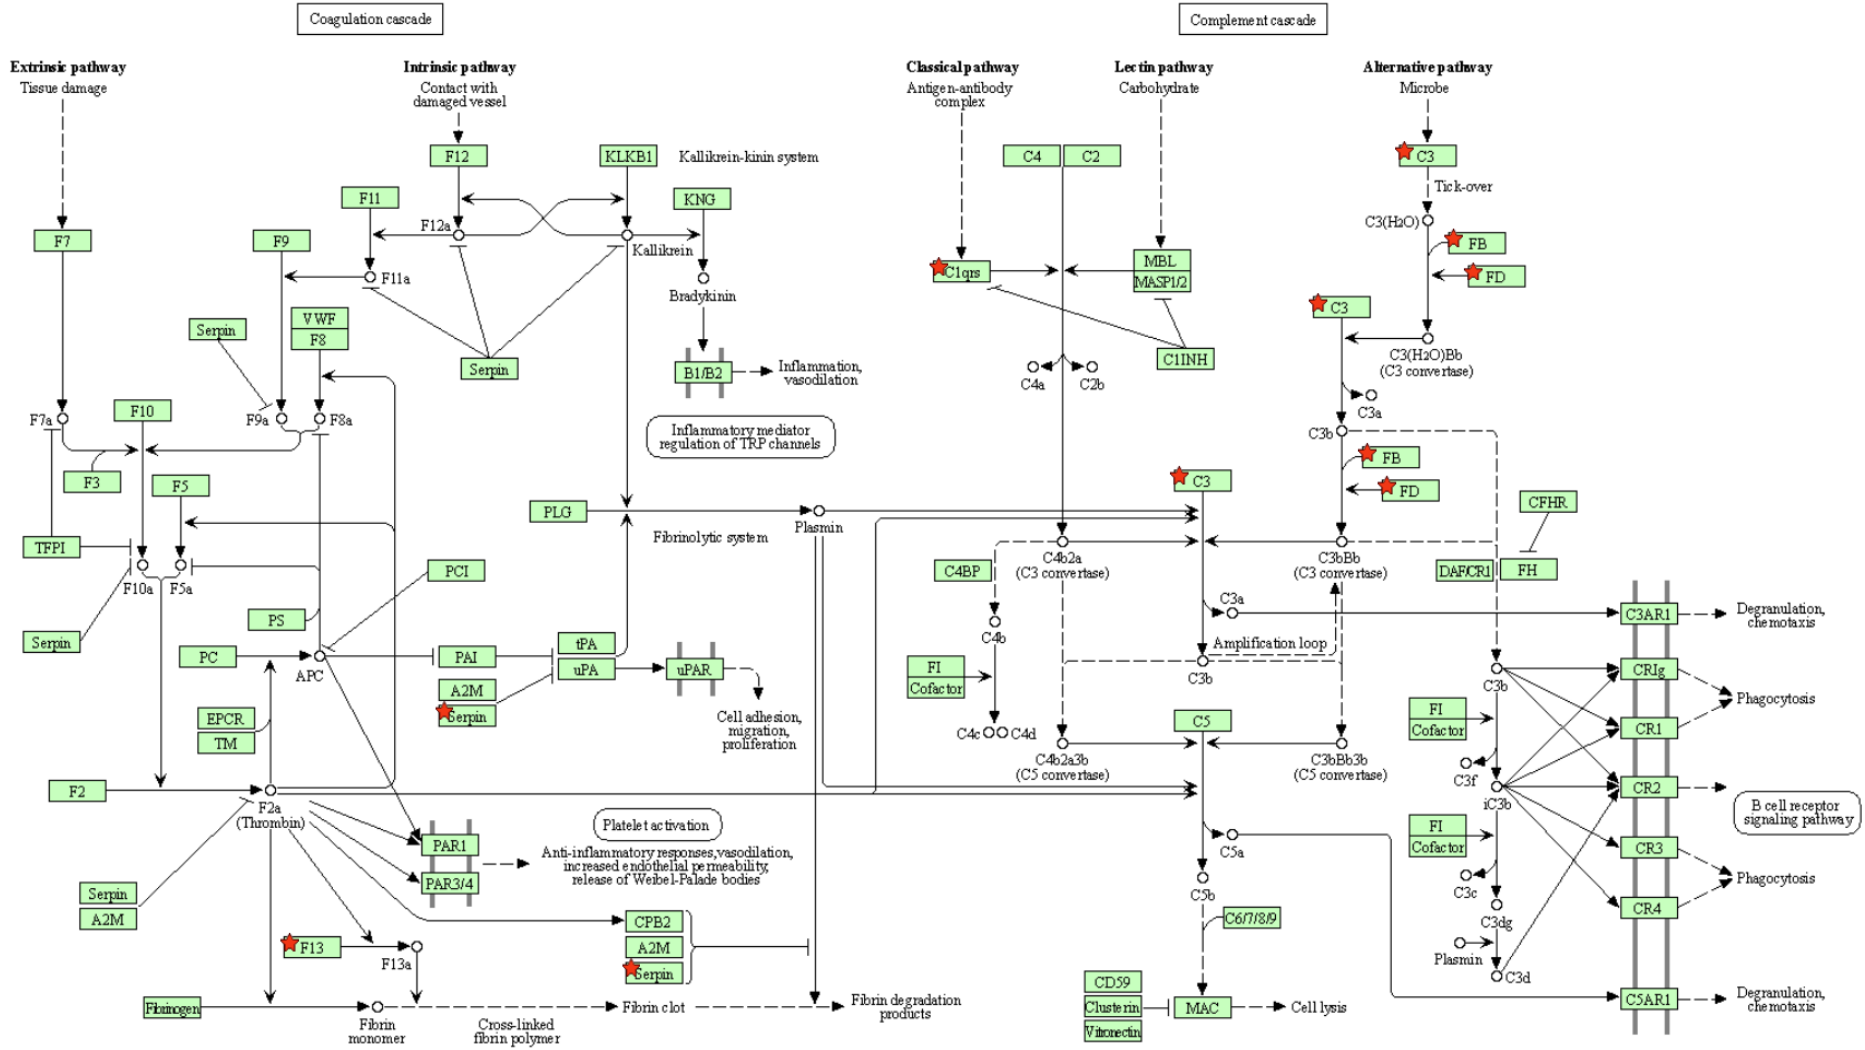 Coagulation cascade
Complement cascade
Extrinsic pathway
Tissue damage
Intrinsic pathway
Contact with
damaged vessel
Classical pathway
Antigen-antibody
complex
Lectin pathway
Carbohydrate
Alternative pathway
Microbe
F12
KLKB1
Kallikrein-kinin system
C4
C2
C3
Tick-over
F11
KNG
F12a
C3(H2O)
F7
F9
Kallikrein
FB
F11a
C1qrs
MBL
MASP1/2
FD
Bradykinin
Serpin
VWF
F8
C3
C3(H2O)Bb
(C3 convertase)
Serpin
B1/B2
Inflammation,
vasodilation
C4a
C2b
C1INH
C3a
F7a
F10
F9a
F8a
Inflammatory mediator
regulation of TRP channels
C3b
FB
F3
F5
C3
FD
CFHR
PLG
Plasmin
Fibrinolytic system
TFPI
F10a
F5a
PCI
C4BP
C4b2a
(C3 convertase)
C3bBb
(C3 convertase)
DAF/CR1
FH
PS
C3a
C3AR1
Degranulation,
chemotaxis
Serpin
C4b
Amplification loop
PC
APC
PAI
tPA
uPA
uPAR
FI
Cofactor
C3b
C3b
CRIg
Phagocytosis
A2M
Serpin
EPCR
TM
Cell adhesion,
migration,
proliferation
C4c
C4d
C5
FI
Cofactor
CR1
C4b2a3b
(C5 convertase)
C3bBb3b
(C5 convertase)
C3f
F2
F2a
(Thrombin)
iC3b
CR2
B cell receptor
signaling pathway
Platelet activation
PAR1
PAR3/4
Anti-inflammatory responses, vasodilation,
increased endothelial permeability,
release of Weibel-Palade bodies
C5a
FI
Cofactor
CR3
Phagocytosis
C3c
Serpin
A2M
C5b
C6/7/8/9
C3dg
CR4
CPB2
A2M
Serpin
F13
F13a
Plasmin
C3d
CD59
Clusterin
Vitronectin
MAC
Cell lysis
C5AR1
Degranulation,
chemotaxis
Fibrinogen
Fibrin
monomer
Cross-linked
fibrin polymer
Fibrin clot
Fibrin degradation
products